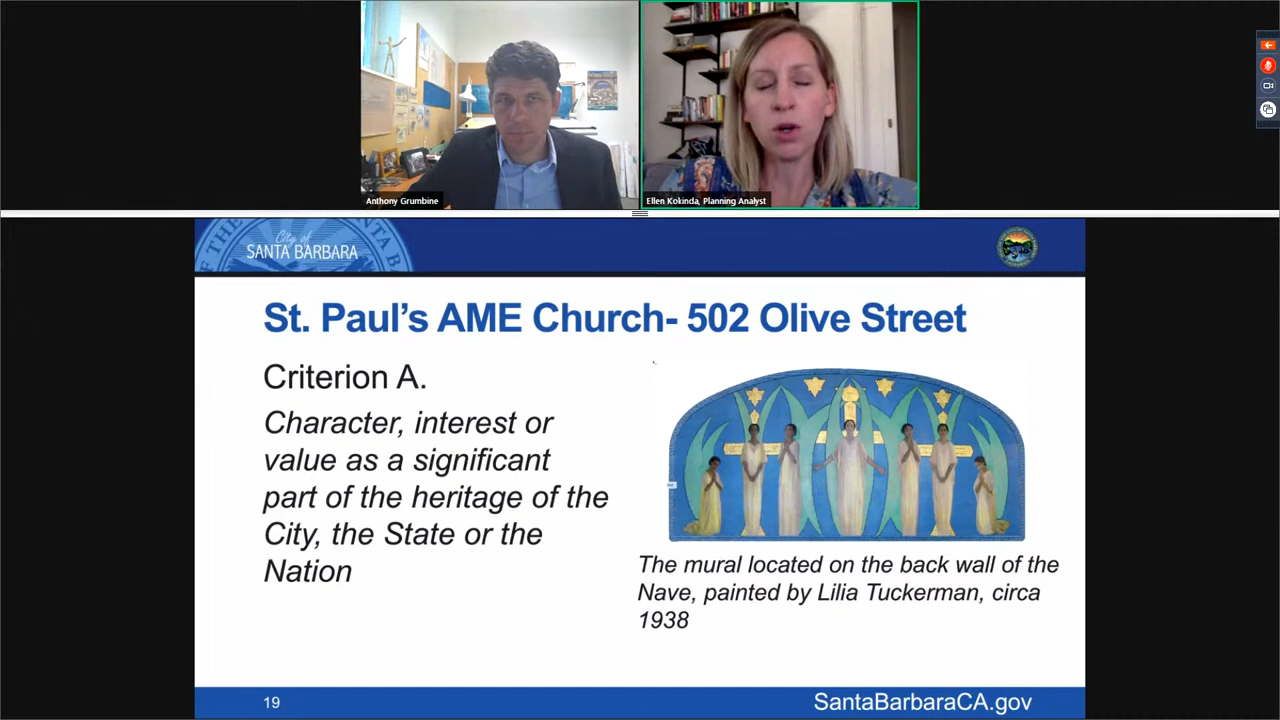 Anthony Grumbine
Ellen Kokinda, Planning Analyst
City of
SANTA BARBARA
St. Paul's AME Church- 502 Olive Street
Criterion A.
Character, interest or
value as a significant
part of the heritage of the
City, the State or the
Nation
The mural located on the back wall of the
Nave, painted by Lilia Tuckerman, circa
1938
19
SantaBarbaraCA.gov